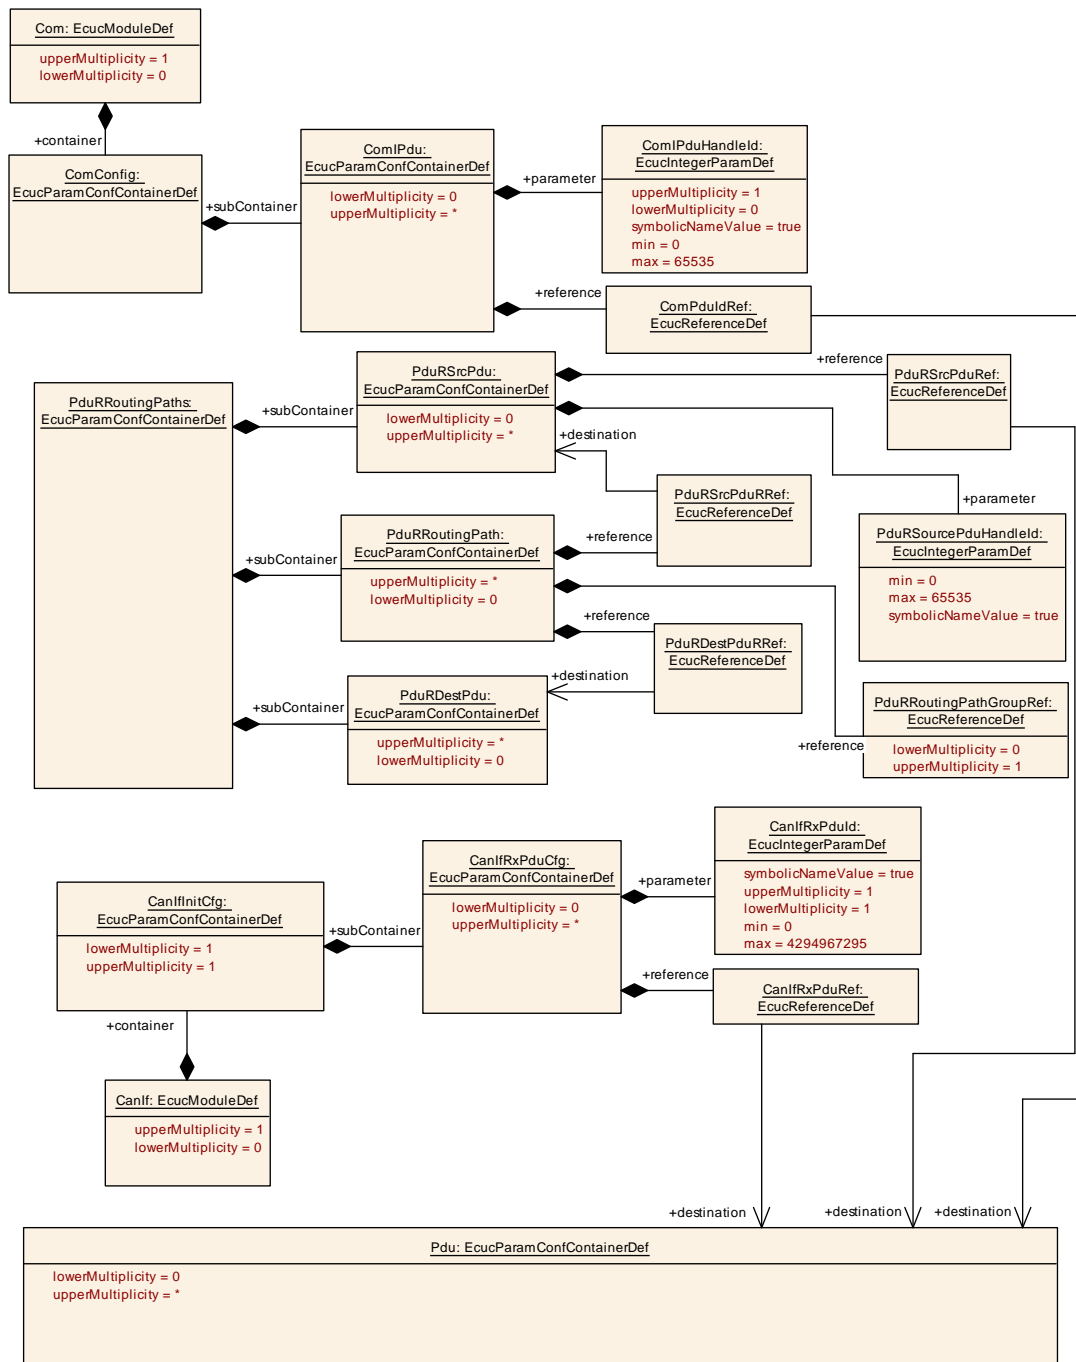 Com: EcucModuleDef
upperMultiplicity = 1
lowerMultiplicity = 0
+container
ComConfig:
EcucParamConfContainerDef
+subContainer
ComIPdu:
EcucParamConfContainerDef
lowerMultiplicity = 0
upperMultiplicity = *
+parameter
ComIPduHandleId:
EcucIntegerParamDef
upperMultiplicity = 1
lowerMultiplicity = 0
symbolicNameValue = true
min = 0
max = 65535
+reference
ComPduIdRef:
EcucReferenceDef
PduRRoutingPaths:
EcucParamConfContainerDef
+subContainer
PduRSrcPdu:
EcucParamConfContainerDef
lowerMultiplicity = 0
upperMultiplicity = *
+reference
PduRSrcPduRef:
EcucReferenceDef
+destination
PduRSrcPduRRef:
EcucReferenceDef
+parameter
PduRSourcePduHandleId:
EcucIntegerParamDef
min = 0
max = 65535
symbolicNameValue = true
+subContainer
PduRRoutingPath:
EcucParamConfContainerDef
upperMultiplicity = *
lowerMultiplicity = 0
+reference
+reference
PduRDestPduRRef:
EcucReferenceDef
+destination
+subContainer
PduRDestPdu:
EcucParamConfContainerDef
upperMultiplicity = *
lowerMultiplicity = 0
+reference
PduRRoutingPathGroupRef:
EcucReferenceDef
lowerMultiplicity = 0
upperMultiplicity = 1
CanIfInitCfg:
EcucParamConfContainerDef
lowerMultiplicity = 1
upperMultiplicity = 1
+subContainer
CanIfRxPduCfg:
EcucParamConfContainerDef
lowerMultiplicity = 0
upperMultiplicity = *
+parameter
CanIfRxPduId:
EcucIntegerParamDef
symbolicNameValue = true
upperMultiplicity = 1
lowerMultiplicity = 1
min = 0
max = 4294967295
+reference
CanIfRxPduRef:
EcucReferenceDef
+container
CanIf: EcucModuleDef
upperMultiplicity = 1
lowerMultiplicity = 0
+destination
+destination
+destination
Pdu: EcucParamConfContainerDef
lowerMultiplicity = 0
upperMultiplicity = *